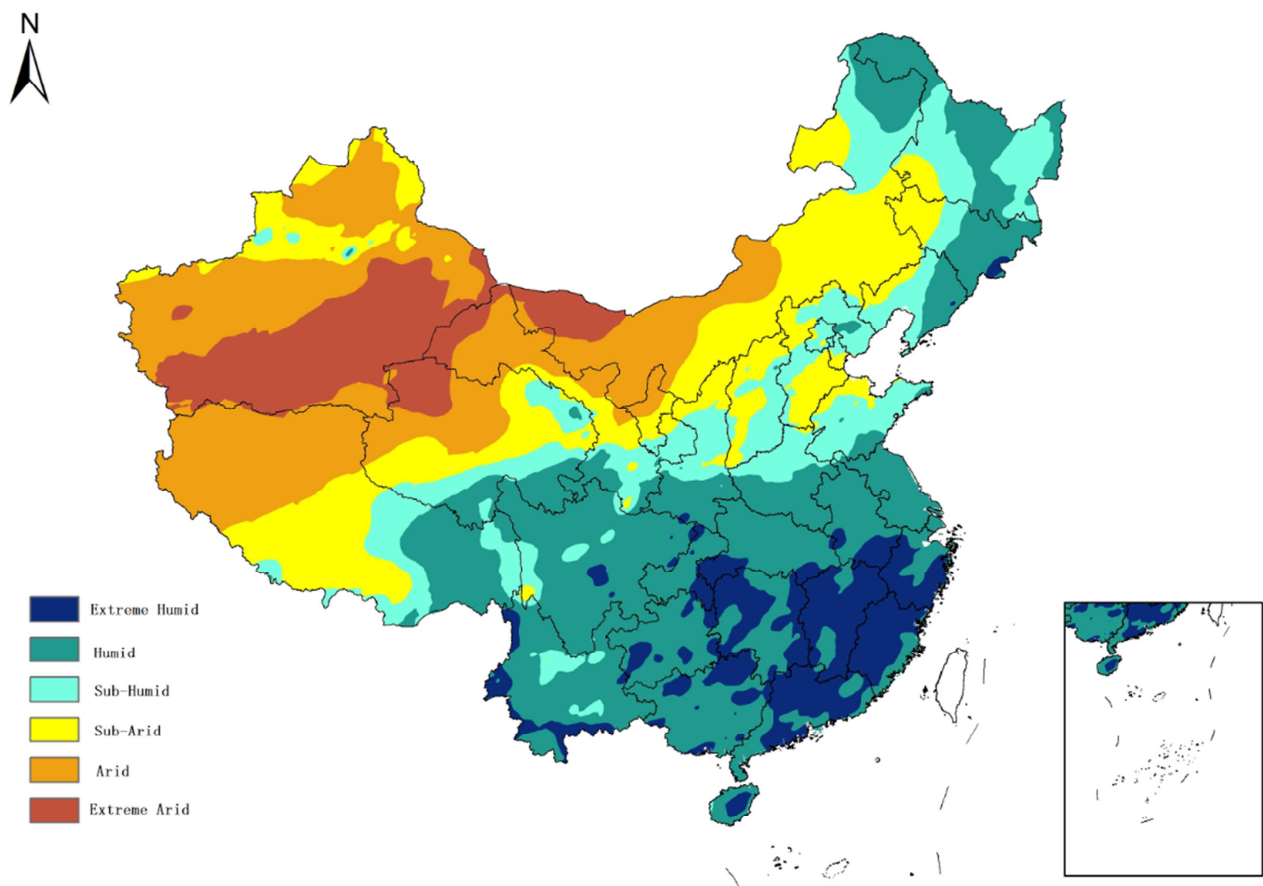 N
Extreme Humid
Humid
Sub-Humid
Sub-Arid
Arid
Extreme Arid